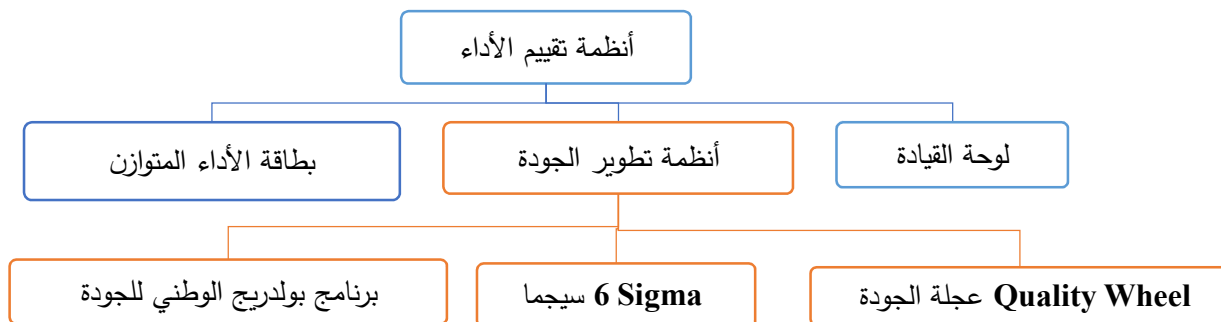 أنظمة تقييم الأداء
لوحة القيادة
أنظمة تطوير الجودة
بطاقة الأداء المتوازن
Quality Wheel عجلة الجودة
6 Sigma سيجما
برنامج بولدريج الوطني للجودة